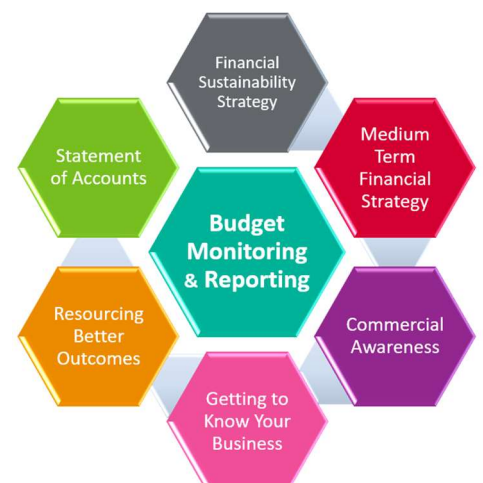 Financial
Sustainability
Strategy
Medium
Term
Financial
Strategy
Statement
of Accounts
Budget
Monitoring
& Reporting
Resourcing
Better
Outcomes
Commercial
Awareness
Getting to
Know Your
Business